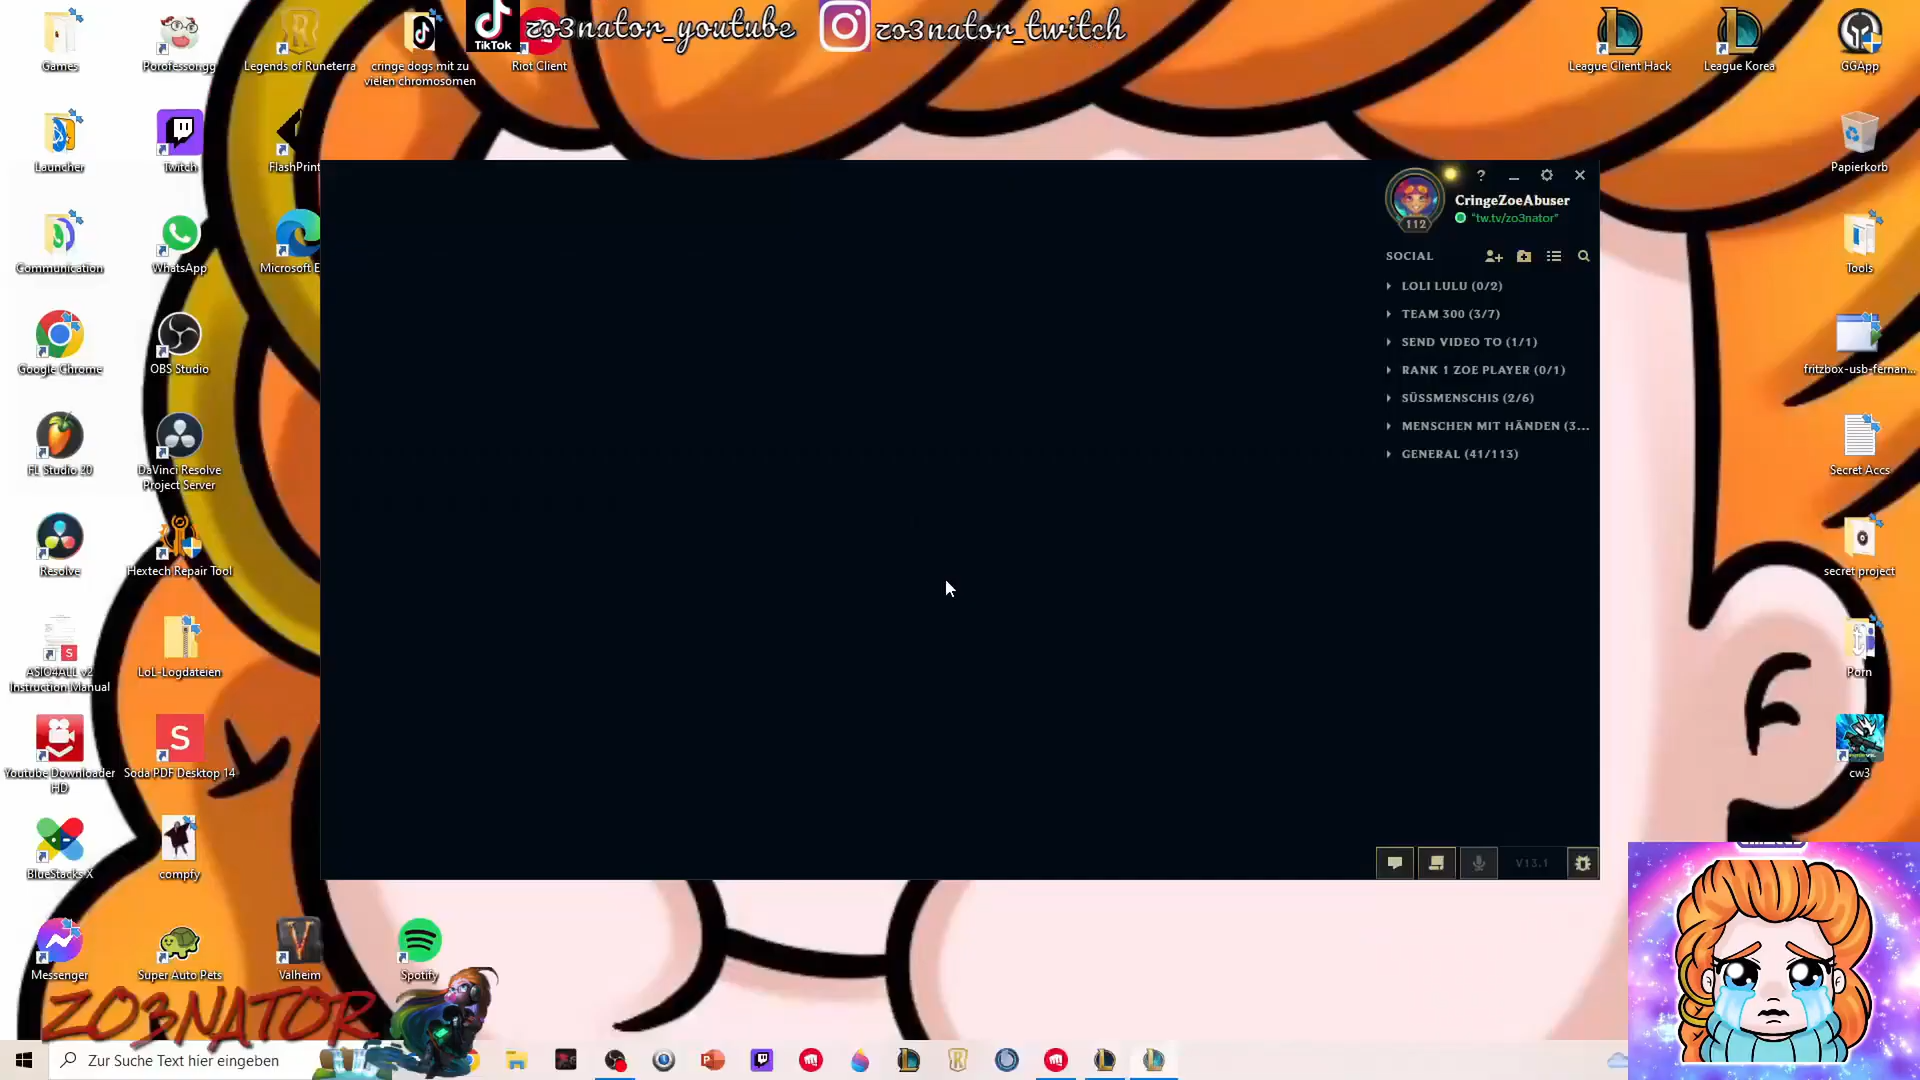 Games
Porofessor.gg
Legends of Runeterra
cringe dogs mit zu
vielen chromosomen
TikTok
zo3nator_youtube
Riot Client
zo3nator_twitch
League Client Hack
League Korea
GGApp
Launcher
Twitch
FlashPrint
Papierkorb
Communication
WhatsApp
Microsoft E
Tools
Google Chrome
OBS Studio
fritzbox-usb-fernan...
FL Studio 20
DaVinci Resolve
Project Server
Secret Accs
Resolve
Hextech Repair Tool
secret project
ASIO4ALL v2
Instruction Manual
LoL-Logdateien
Porn
Youtube Downloader
HD
Soda PDF Desktop 14
cw3
BlueStacks X
compfy
Messenger
Super Auto Pets
Valheim
Spotify
CringeZoeAbuser
112
"tw.tv/zo3nator"
SOCIAL
LOLI LULU (0/2)
TEAM 300 (3/7)
SEND VIDEO TO (1/1)
RANK 1 ZOE PLAYER (0/1)
SÜSSMENSCHIS (2/6)
MENSCHEN MIT HÄNDEN (3...
GENERAL (41/113)
V13.1
ZO3NATOR
Zur Suche Text hier eingeben